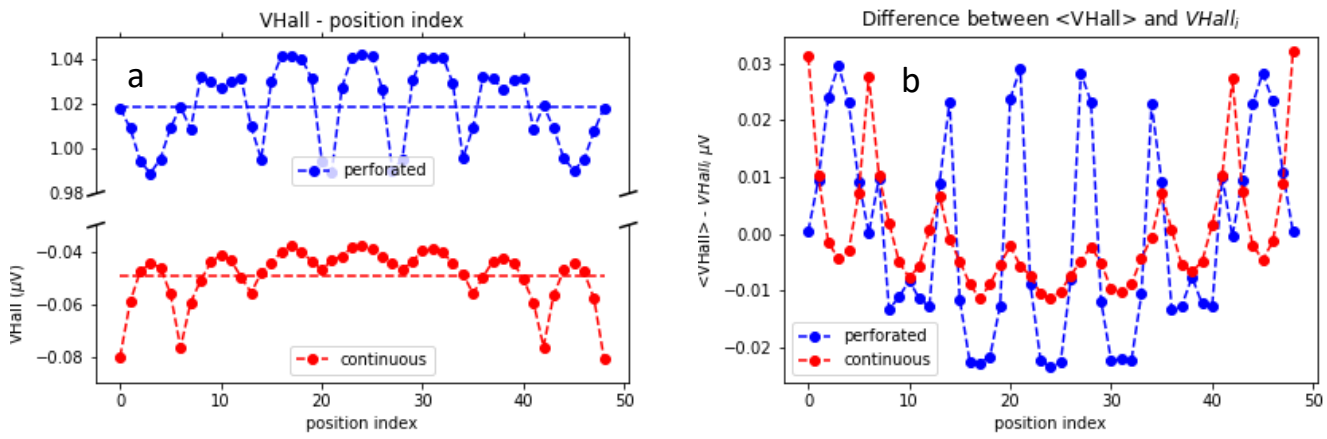 VHall - position index
a
1.04
1.02
1.00
0.98
perforated
−0.04
−0.06
−0.08
VHall (μV)
continuous
0 10 20 30 40 50
position index
Difference between <VHall> and VHallᵢ
b
0.03
0.02
0.01
0.00
−0.01
−0.02
<VHall> - VHallᵢ μV
perforated
continuous
0 10 20 30 40 50
position index